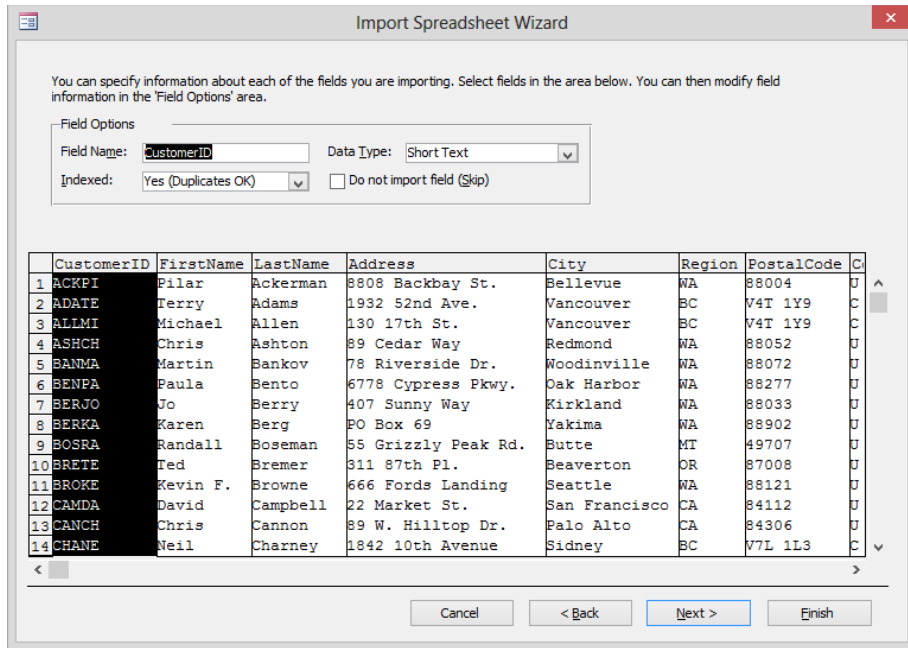 Import Spreadsheet Wizard
You can specify information about each of the fields you are importing. Select fields in the area below. You can then modify field
information in the 'Field Options' area.
Field Options
Field Name: CustomerID Data Type: Short Text
Indexed: Yes (Duplicates OK) Do not import field (Skip)
CustomerID FirstName LastName Address City Region PostalCode
1 ACKPI Pilar Ackerman 8808 Backbay St. Bellevue WA 88004 U
2 ADATE Terry Adams 1932 52nd Ave. Vancouver BC V4T 1Y9 C
3 ALLMI Michael Allen 130 17th St. Vancouver BC V4T 1Y9 C
4 ASHCH Chris Ashton 89 Cedar Way Redmond WA 88052 U
5 BANMA Martin Bankov 78 Riverside Dr. Woodinville WA 88072 U
6 BENPA Paula Bento 6778 Cypress Pkwy. Oak Harbor WA 88277 U
7 BERJO Jo Berry 407 Sunny Way Kirkland WA 88033 U
8 BERKA Karen Berg PO Box 69 Yakima WA 88902 U
9 BOSRA Randall Boseman 55 Grizzly Peak Rd. Butte MT 49707 U
10 BRETE Ted Bremer 311 87th Pl. Beaverton OR 87008 U
11 BROKE Kevin F. Browne 666 Fords Landing Seattle WA 88121 U
12 CAMDA David Campbell 22 Market St. San Francisco CA 84112 U
13 CANCH Chris Cannon 89 W. Hilltop Dr. Palo Alto CA 84306 U
14 CHANE Neil Charney 1842 10th Avenue Sidney BC V7L 1L3 C
Cancel < Back Next > Finish